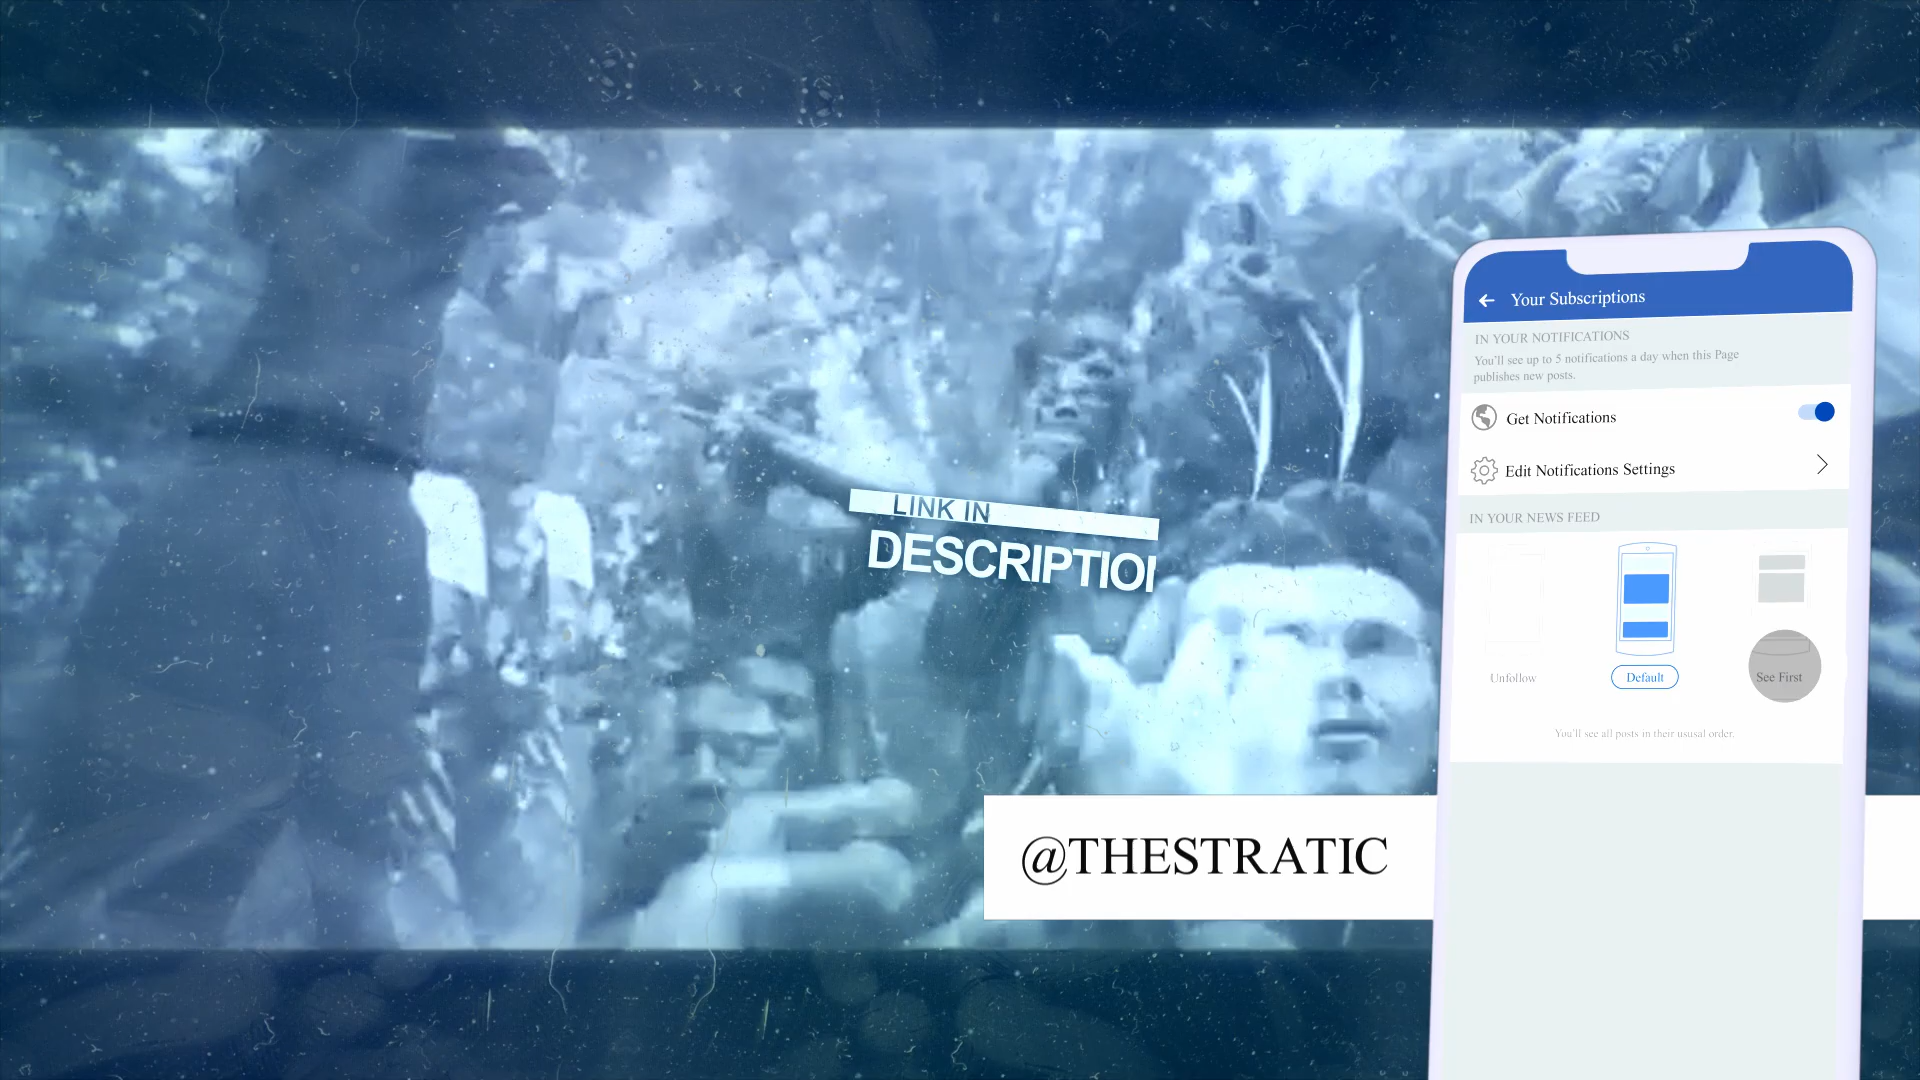 LINK IN
DESCRIPTIO
@THESTRATIC
Your Subscriptions
IN YOUR NOTIFICATIONS
You'll see up to 5 notifications a day when this Page
publishes new posts.
Get Notifications
Edit Notifications Settings
IN YOUR NEWS FEED
Unfollow
Default
See First
You'll see all posts in their ususal order.